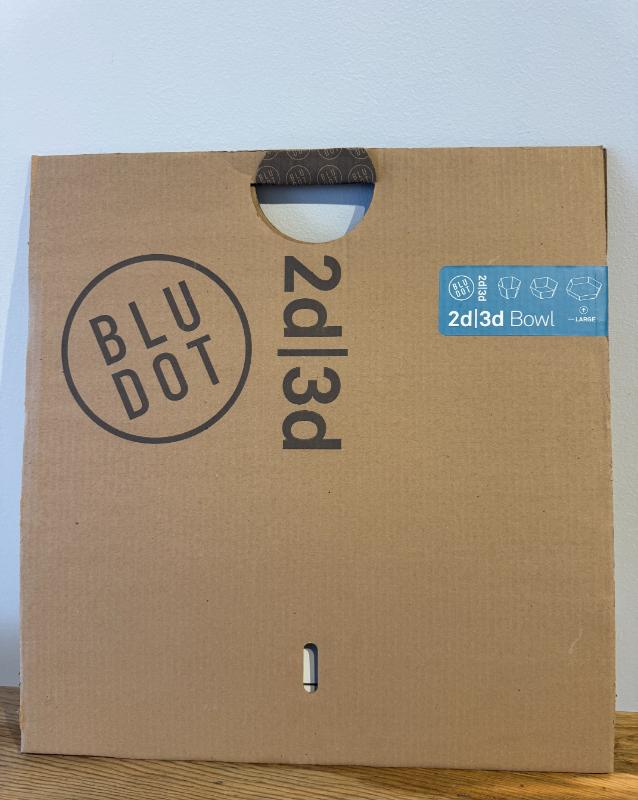 BLU
DOT
2d|3d
BLU
DOT
2d|3d
2d|3d Bowl
LARGE